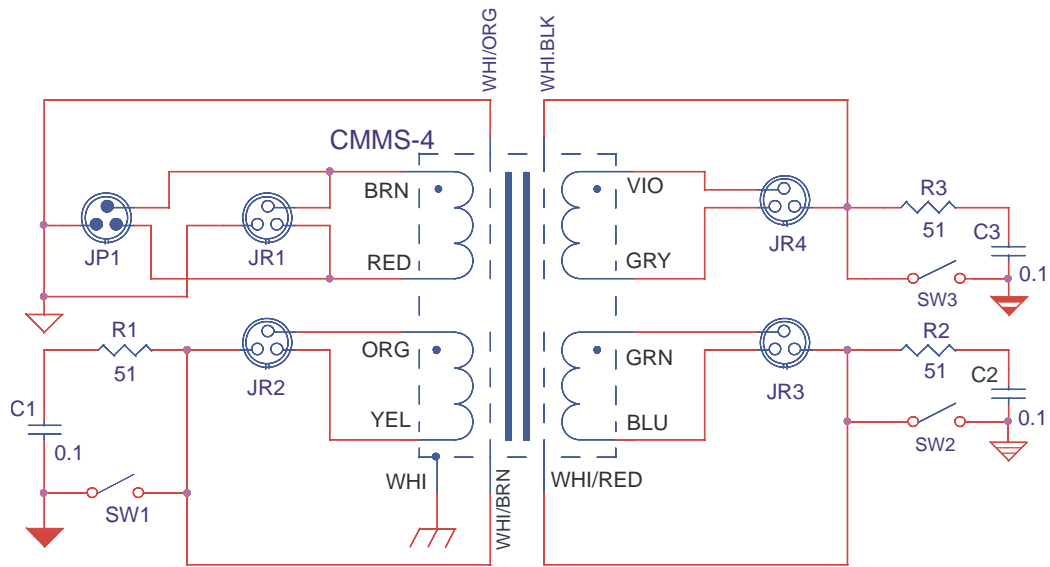 WHI/ORG
WHI.BLK
CMMS-4
BRN
VIO
R3
51
C3
0.1
JP1
JR1
JR4
RED
GRY
SW3
R1
51
ORG
GRN
R2
51
C1
0.1
JR2
JR3
C2
0.1
YEL
BLU
SW2
WHI
WHI/BRN
WHI/RED
SW1